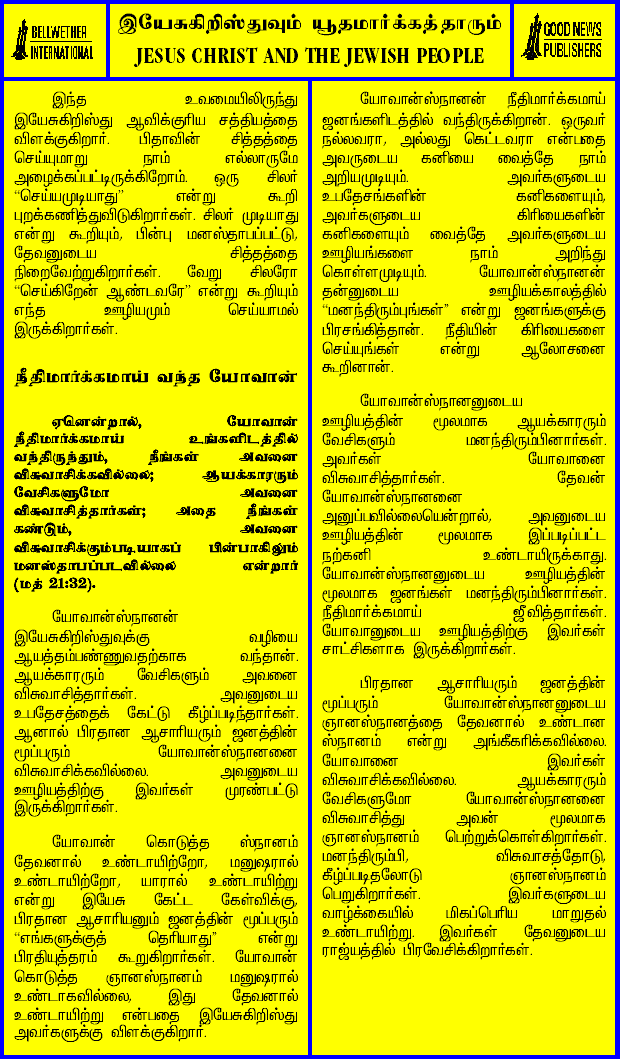 BELLWETHER
INTERNATIONAL
இயேசுகிறிஸ்துவும் யூதமார்க்கத்தாரும்
JESUS CHRIST AND THE JEWISH PEOPLE
GOOD NEWS
PUBLISHERS
இந்த உவமையிலிருந்து
இயேசுகிறிஸ்து ஆவிக்குரிய சத்தியத்தை
விளக்குகிறார். பிதாவின் சித்தத்தை
செய்யுமாறு நாம் எல்லாருமே
அழைக்கப்பட்டிருக்கிறோம். ஒரு சிலர்
“செய்யமுடியாது” என்று கூறி
புறக்கணித்துவிடுகிறார்கள். சிலர் முடியாது
என்று கூறியும், பின்பு மனஸ்தாபப்பட்டு,
தேவனுடைய சித்தத்தை
நிறைவேற்றுகிறார்கள். வேறு சிலரோ
“செய்கிறேன் ஆண்டவரே” என்று கூறியும்
எந்த ஊழியமும் செய்யாமல்
இருக்கிறார்கள்.
நீதிமார்க்கமாய் வந்த யோவான்
ஏனென்றால், யோவான்
நீதிமார்க்கமாய் உங்களிடத்தில்
வந்திருந்தும், நீங்கள் அவனை
விசுவாசிக்கவில்லை; ஆயக்காரரும்
வேசிகளுமோ அவனை
விசுவாசித்தார்கள்; அதை நீங்கள்
கண்டும், அவனை
விசுவாசிக்கும்படியாகப் பின்பாகிலும்
மனஸ்தாபப்படவில்லை என்றார்
(மத் 21:32).
யோவான்ஸ்நானன்
இயேசுகிறிஸ்துவுக்கு வழியை
ஆயத்தம்பண்ணுவதற்காக வந்தான்.
ஆயக்காரரும் வேசிகளும் அவனை
விசுவாசித்தார்கள். அவனுடைய
உபதேசத்தைக் கேட்டு கீழ்ப்படிந்தார்கள்.
ஆனால் பிரதான ஆசாரியரும் ஜனத்தின்
மூப்பரும் யோவான்ஸ்நானனை
விசுவாசிக்கவில்லை. அவனுடைய
ஊழியத்திற்கு இவர்கள் முரண்பட்டு
இருக்கிறார்கள்.
யோவான் கொடுத்த ஸ்நானம்
தேவனால் உண்டாயிற்றோ, மனுஷரால்
உண்டாயிற்றோ, யாரால் உண்டாயிற்று
என்று இயேசு கேட்ட கேள்விக்கு,
பிரதான ஆசாரியனும் ஜனத்தின் மூப்பரும்
“எங்களுக்குத் தெரியாது” என்று
பிரதியுத்தரம் கூறுகிறார்கள். யோவான்
கொடுத்த ஞானஸ்நானம் மனுஷரால்
உண்டாகவில்லை, இது தேவனால்
உண்டாயிற்று என்பதை இயேசுகிறிஸ்து
அவர்களுக்கு விளக்குகிறார்.
யோவான்ஸ்நானன் நீதிமார்க்கமாய்
ஜனங்களிடத்தில் வந்திருக்கிறான். ஒருவர்
நல்லவரா, அல்லது கெட்டவரா என்பதை
அவருடைய கனியை வைத்தே நாம்
அறியமுடியும். அவர்களுடைய
உபதேசங்களின் கனிகளையும்,
அவர்களுடைய கிரியைகளின்
கனிகளையும் வைத்தே அவர்களுடைய
ஊழியங்களை நாம் அறிந்து
கொள்ளமுடியும். யோவான்ஸ்நானன்
தன்னுடைய ஊழியக்காலத்தில்
“மனந்திரும்புங்கள்” என்று ஜனங்களுக்கு
பிரசங்கித்தான். நீதியின் கிரியைகளை
செய்யுங்கள் என்று ஆலோசனை
கூறினான்.
யோவான்ஸ்நானனுடைய
ஊழியத்தின் மூலமாக ஆயக்காரரும்
வேசிகளும் மனந்திரும்பினார்கள்.
அவர்கள் யோவானை
விசுவாசித்தார்கள். தேவன்
யோவான்ஸ்நானனை
அனுப்பவில்லையென்றால், அவனுடைய
ஊழியத்தின் மூலமாக இப்படிப்பட்ட
நற்கனி உண்டாயிருக்காது.
யோவான்ஸ்நானனுடைய ஊழியத்தின்
மூலமாக ஜனங்கள் மனந்திரும்பினார்கள்.
நீதிமார்க்கமாய் ஜீவித்தார்கள்.
யோவானுடைய ஊழியத்திற்கு இவர்கள்
சாட்சிகளாக இருக்கிறார்கள்.
பிரதான ஆசாரியரும் ஜனத்தின்
மூப்பரும் யோவான்ஸ்நானனுடைய
ஞானஸ்நானத்தை தேவனால் உண்டான
ஸ்நானம் என்று அங்கீகரிக்கவில்லை.
யோவானை இவர்கள்
விசுவாசிக்கவில்லை. ஆயக்காரரும்
வேசிகளுமோ யோவான்ஸ்நானனை
விசுவாசித்து அவன் மூலமாக
ஞானஸ்நானம் பெற்றுக்கொள்கிறார்கள்.
மனந்திரும்பி, விசுவாசத்தோடு,
கீழ்ப்படிதலோடு ஞானஸ்நானம்
பெறுகிறார்கள். இவர்களுடைய
வாழ்க்கையில் மிகப்பெரிய மாறுதல்
உண்டாயிற்று. இவர்கள் தேவனுடைய
ராஜ்யத்தில் பிரவேசிக்கிறார்கள்.